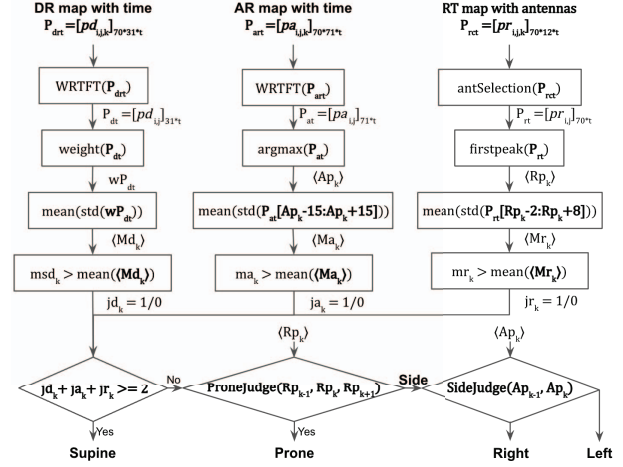 DR map with time
AR map with time
RT map with antennas
P_drt=[pd_i,j,k]_70*31*t
P_art=[pa_i,j,k]_70*71*t
P_rct=[pr_i,j,k]_70*12*t
WRTFT(P_drt)
WRTFT(P_art)
antSelection(P_rct)
P_dt=[pd_i,j]_31*t
P_at=[pa_i,j]_71*t
P_rt=[pr_i,j]_70*t
weight(P_dt)
argmax(P_at)
firstpeak(P_rt)
wP_dt
⟨Ap_k⟩
⟨Rp_k⟩
mean(std(wP_dt))
mean(std(P_at[Ap_k-15:Ap_k+15]))
mean(std(P_rt[Rp_k-2:Rp_k+8]))
⟨Md_k⟩
⟨Ma_k⟩
⟨Mr_k⟩
msd_k > mean(⟨Md_k⟩)
ma_k > mean(⟨Ma_k⟩)
mr_k > mean(⟨Mr_k⟩)
jd_k = 1/0
ja_k = 1/0
jr_k = 1/0
⟨Rp_k⟩
⟨Ap_k⟩
jd_k + ja_k + jr_k >= 2
No
ProneJudge(Rp_k-1, Rp_k, Rp_k+1)
Side
SideJudge(Ap_k-1, Ap_k)
Yes
Yes
Supine
Prone
Right
Left